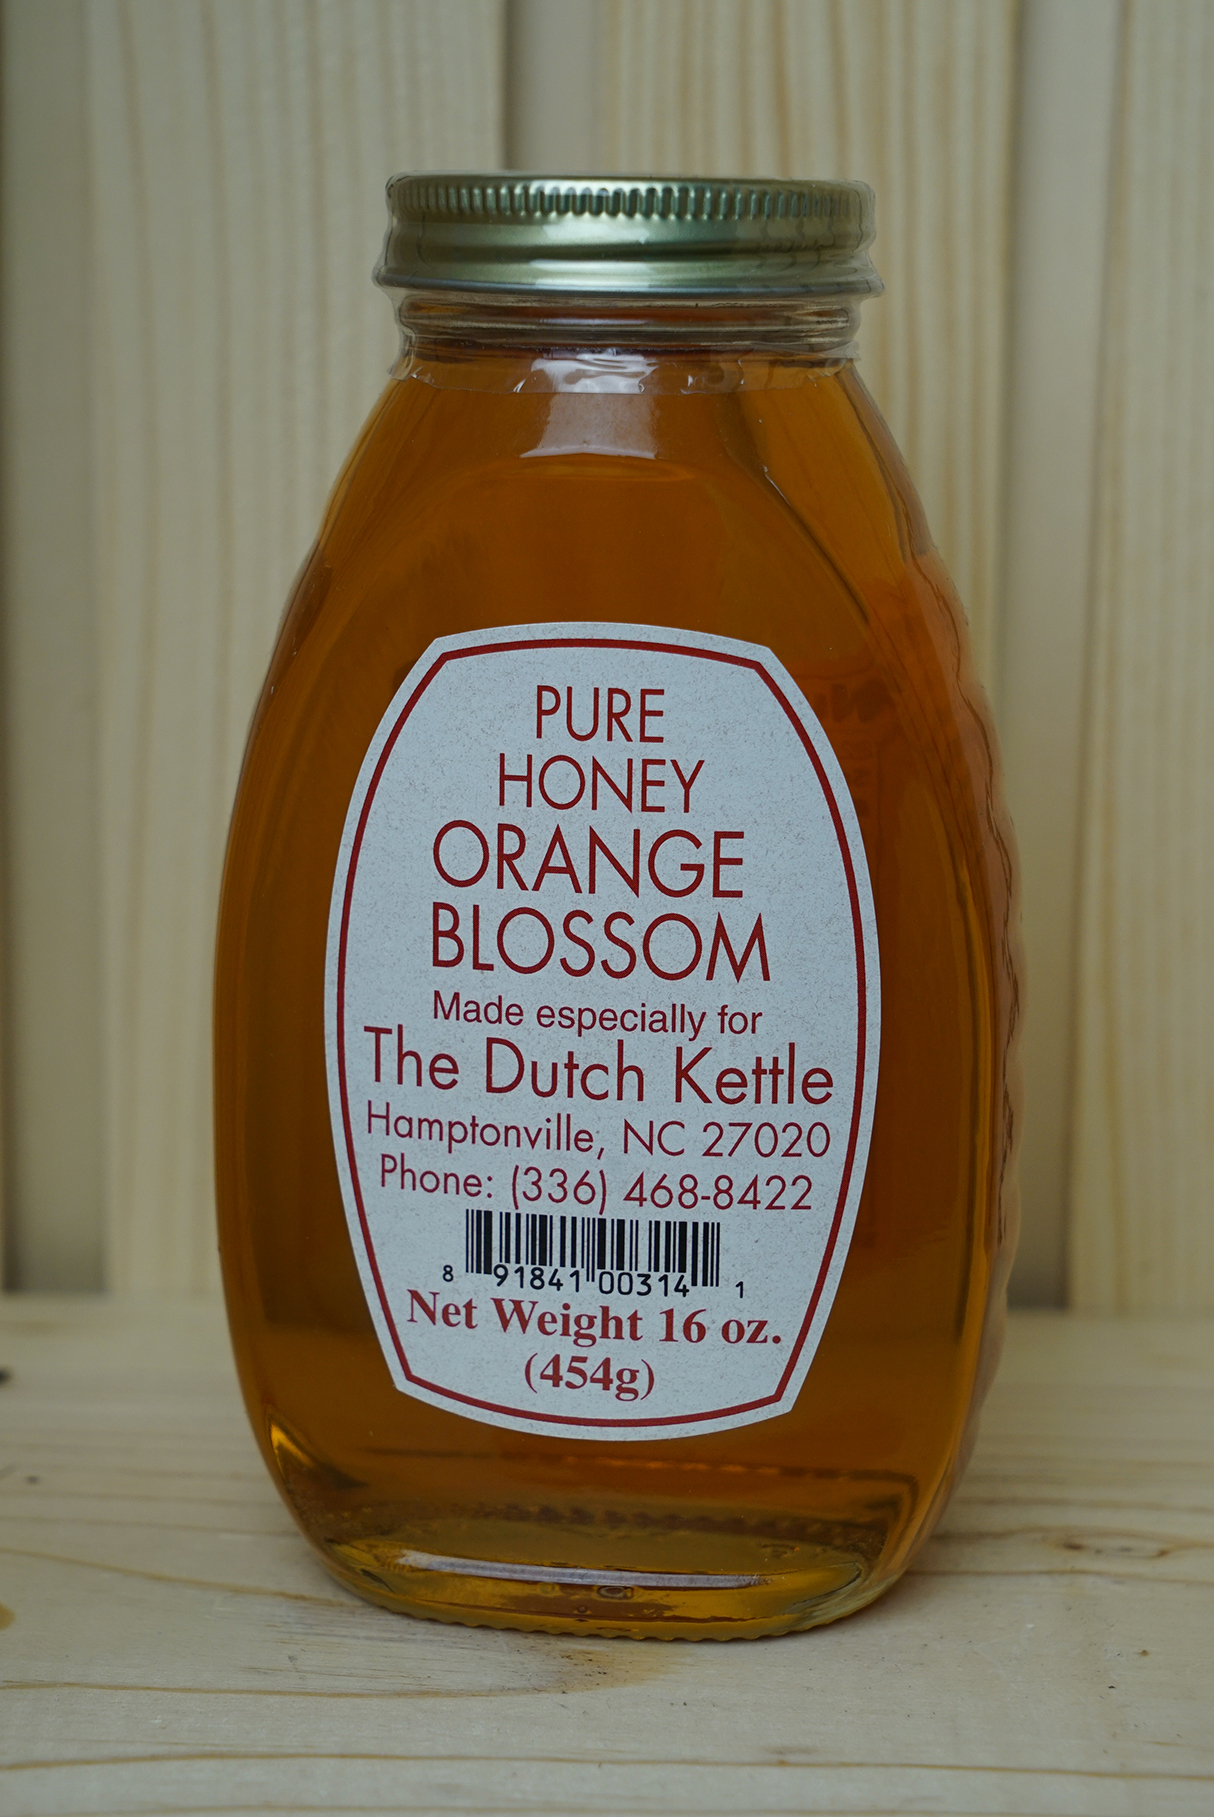 PURE
HONEY
ORANGE
BLOSSOM
Made especially for
The Dutch Kettle
Hamptonville, NC 27020
Phone: (336) 468-8422
8 91841 00314 1
Net Weight 16 oz.
(454g)